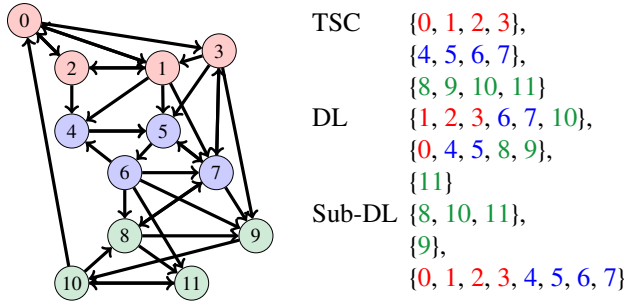 0
3
2
1
4
5
6
7
8
9
10
11
TSC {0, 1, 2, 3},
{4, 5, 6, 7},
{8, 9, 10, 11}
DL {1, 2, 3, 6, 7, 10},
{0, 4, 5, 8, 9},
{11}
Sub-DL {8, 10, 11},
{9},
{0, 1, 2, 3, 4, 5, 6, 7}